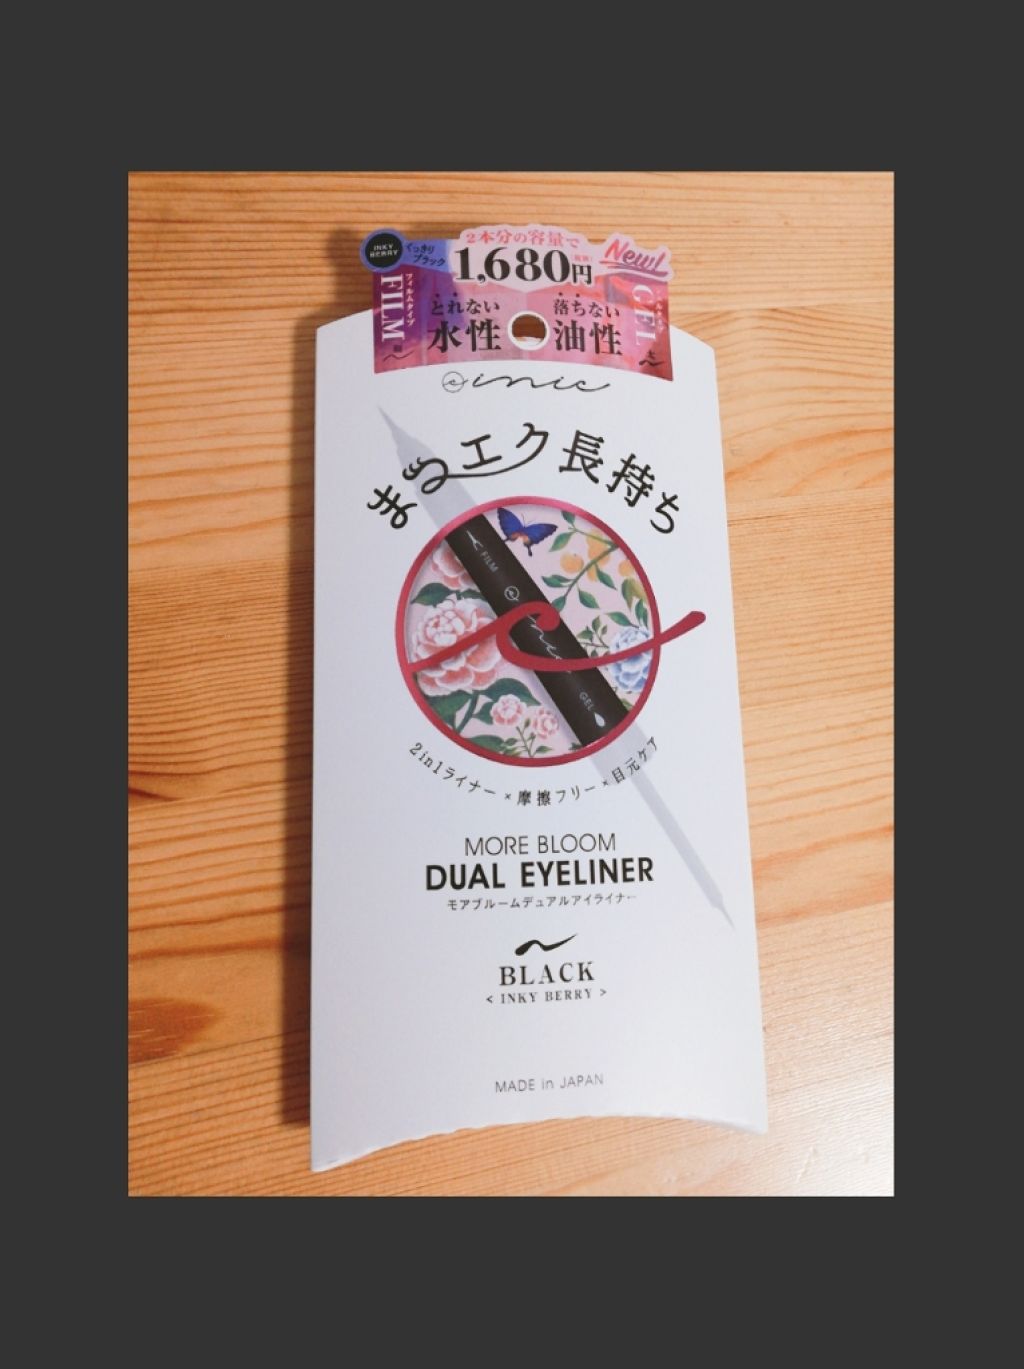 INKY
BERRY
くっきり
ブラック
2本分の容量で
1,680円
(税抜)
New!
FILM
フィルムタイプ
とれない
水性
落ちない
油性
GEL
einic
まつエク長持ち
FILM
einic
GEL
2in1ライナー×摩擦フリー×目元ケア
MORE BLOOM
DUAL EYELINER
モアブルームデュアルアイライナー
BLACK
< INKY BERRY >
MADE in JAPAN